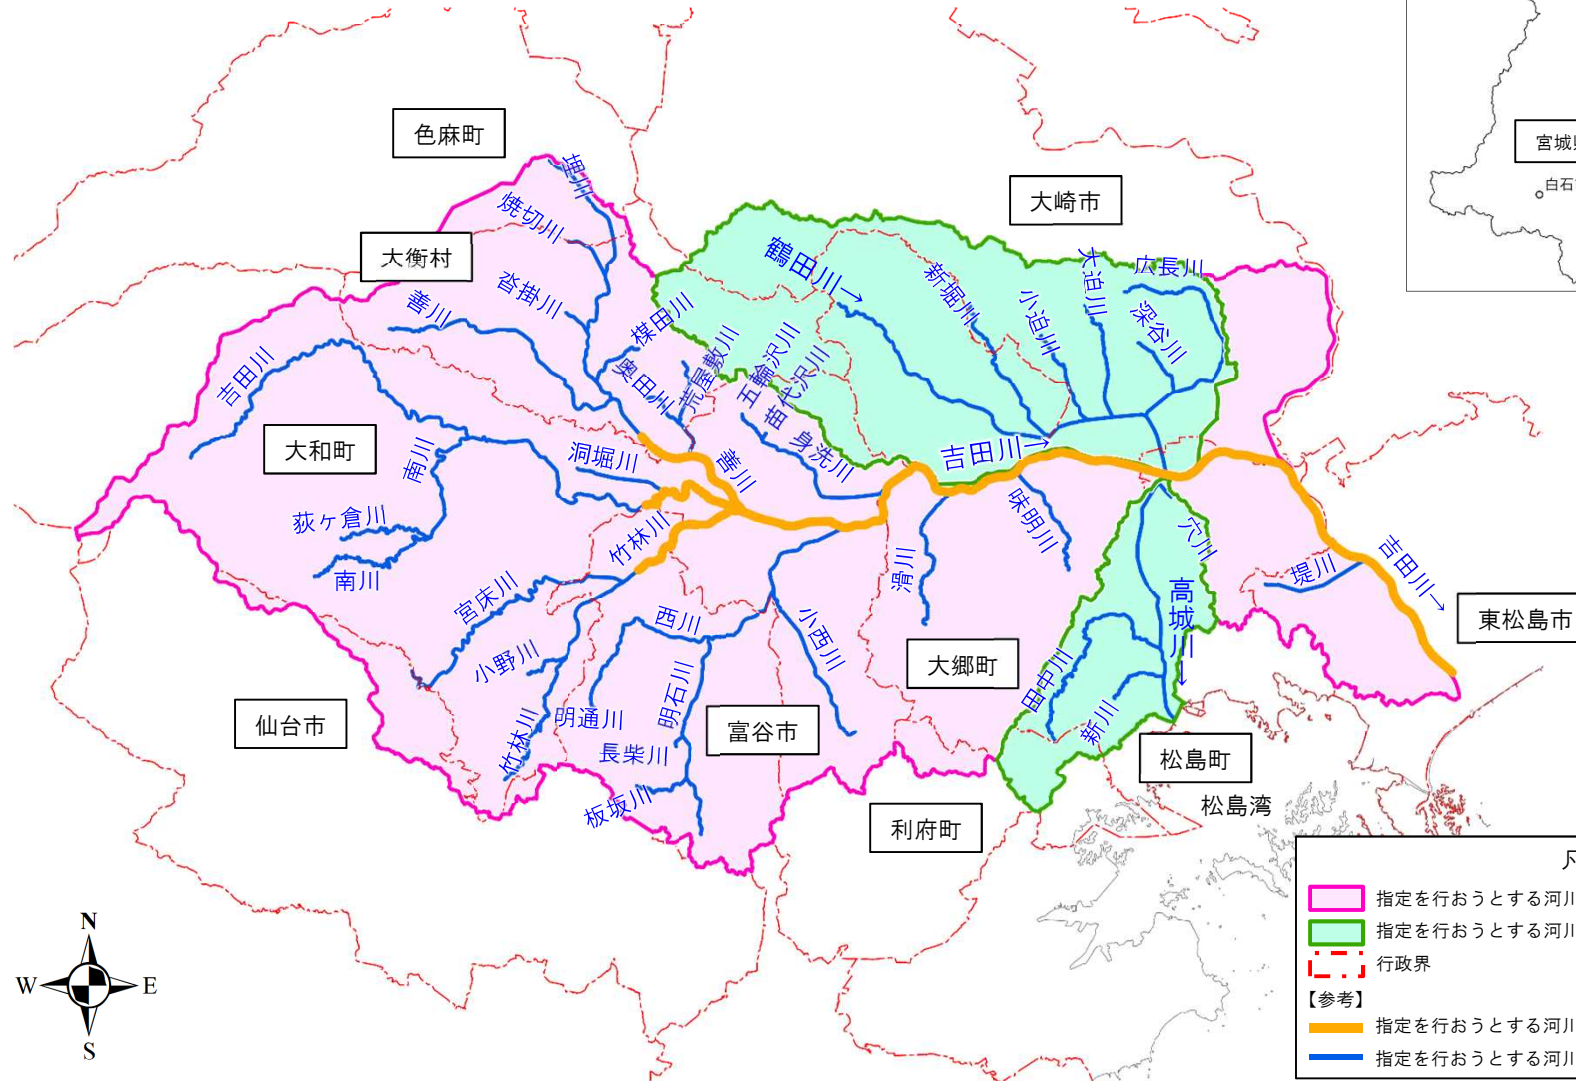 宮城県
白石
色麻町
大崎市
大衡村
埋川
焼切川
沓掛川
善川
楳田川
奥田川
荒屋敷川
五輪沢川
苗代沢川
身洗川
鶴田川→
新堀川
小迫川
大迫川
広長川
深谷川
吉田川
大和町
南川
洞堀川
善川
吉田川→
荻ヶ倉川
南川
竹林川
味明川
穴川
滑川
宮床川
西川
小西川
高城川→
堤川
吉田川→
東松島市
小野川
明石川
大郷町
田中川
新川
仙台市
明通川
竹林川
長柴川
富谷市
板坂川
松島町
松島湾
利府町
指定を行おうとする河川
指定を行おうとする河川
行政界
【参考】
指定を行おうとする河川
指定を行おうとする河川
N
W
E
S